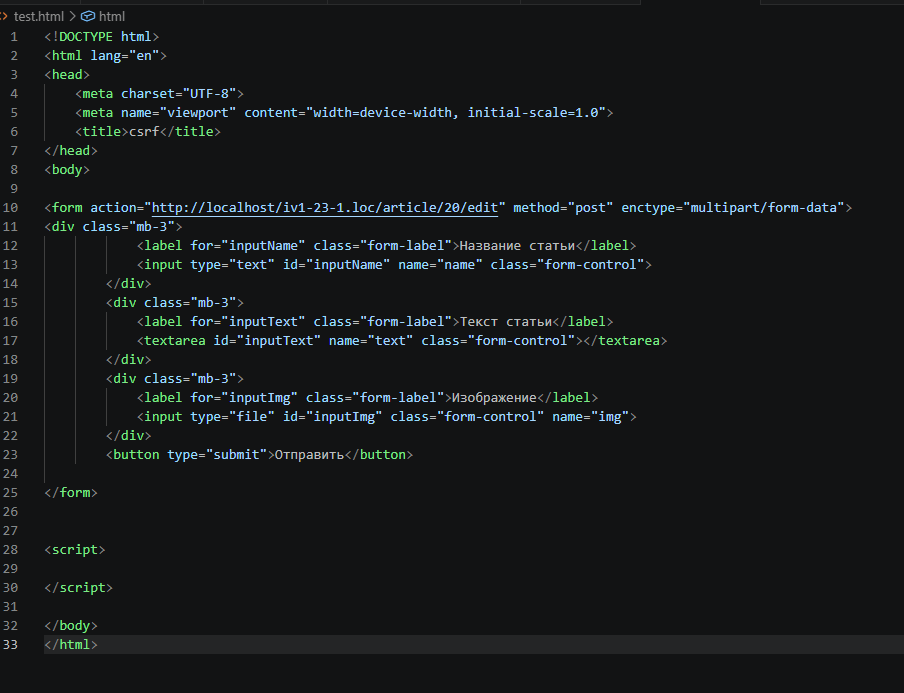 test.html > html
1 <!DOCTYPE html>
2 <html lang="en">
3 <head>
4 <meta charset="UTF-8">
5 <meta name="viewport" content="width=device-width, initial-scale=1.0">
6 <title>csrf</title>
7 </head>
8 <body>
9
10 <form action="http://localhost/iv1-23-1.loc/article/20/edit" method="post" enctype="multipart/form-data">
11 <div class="mb-3">
12 <label for="inputName" class="form-label">Название статьи</label>
13 <input type="text" id="inputName" name="name" class="form-control">
14 </div>
15 <div class="mb-3">
16 <label for="inputText" class="form-label">Текст статьи</label>
17 <textarea id="inputText" name="text" class="form-control"></textarea>
18 </div>
19 <div class="mb-3">
20 <label for="inputImg" class="form-label">Изображение</label>
21 <input type="file" id="inputImg" class="form-control" name="img">
22 </div>
23 <button type="submit">Отправить</button>
24
25 </form>
26
27
28 <script>
29
30 </script>
31
32 </body>
33 </html>